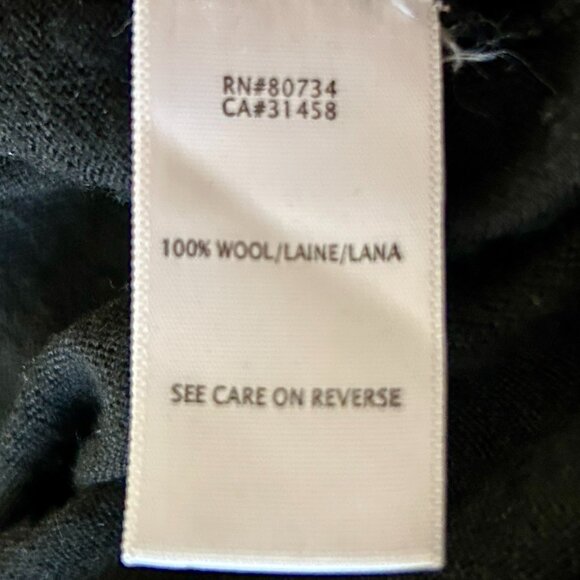 RN#80734
CA#31458
100% WOOL/LAINE/LANA
SEE CARE ON REVERSE